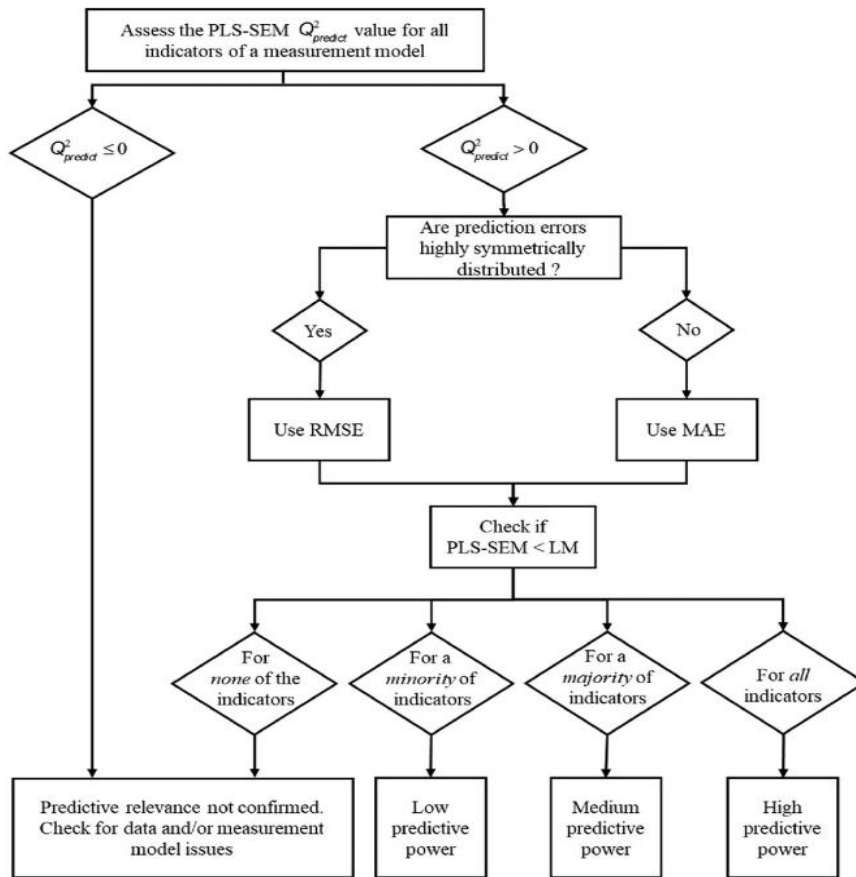 Assess the PLS-SEM Q²predict value for all
indicators of a measurement model
Q²predict ≤ 0
Q²predict > 0
Are prediction errors
highly symmetrically
distributed ?
Yes
No
Use RMSE
Use MAE
Check if
PLS-SEM < LM
For
none of the
indicators
For a
minority of
indicators
For a
majority of
indicators
For all
indicators
Predictive relevance not confirmed.
Check for data and/or measurement
model issues
Low
predictive
power
Medium
predictive
power
High
predictive
power